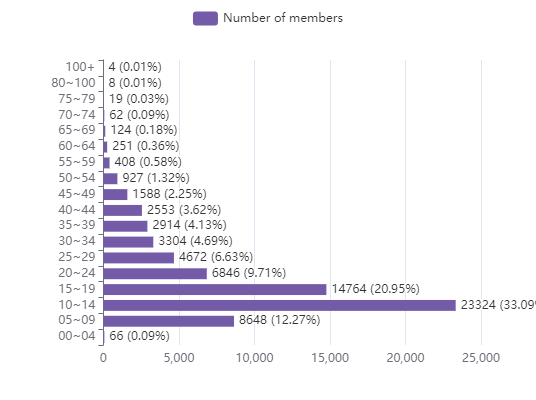 Number of members
100+ 4 (0.01%)
80~100 8 (0.01%)
75~79 19 (0.03%)
70~74 62 (0.09%)
65~69 124 (0.18%)
60~64 251 (0.36%)
55~59 408 (0.58%)
50~54 927 (1.32%)
45~49 1588 (2.25%)
40~44 2553 (3.62%)
35~39 2914 (4.13%)
30~34 3304 (4.69%)
25~29 4672 (6.63%)
20~24 6846 (9.71%)
15~19 14764 (20.95%)
10~14 23324 (33.09
05~09 8648 (12.27%)
00~04 66 (0.09%)
0 5,000 10,000 15,000 20,000 25,000